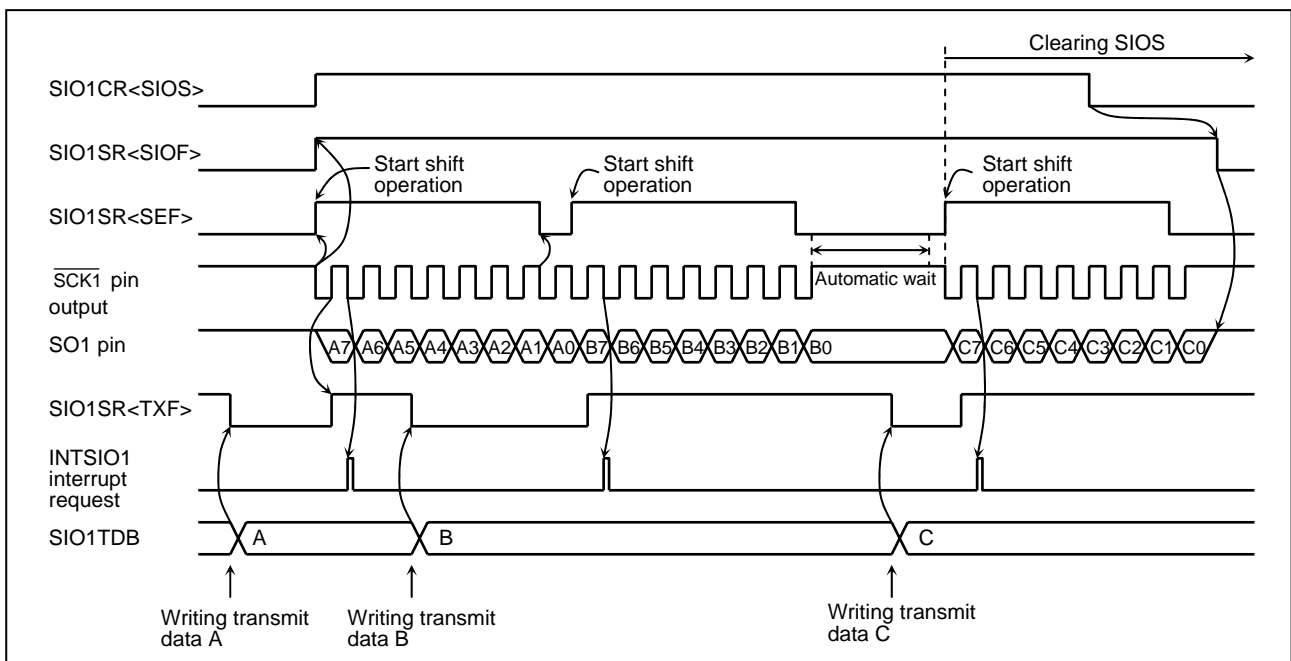 Clearing SIOS
SIO1CR<SIOS>
SIO1SR<SIOF>
Start shift
operation
Start shift
operation
Start shift
operation
SIO1SR<SEF>
SCK1 pin
output
Automatic wait
SO1 pin
A7 A6 A5 A4 A3 A2 A1 A0 B7 B6 B5 B4 B3 B2 B1 B0 C7 C6 C5 C4 C3 C2 C1 C0
SIO1SR<TXF>
INTSIO1
interrupt
request
SIO1TDB
A B C
Writing transmit
data A
Writing transmit
data B
Writing transmit
data C